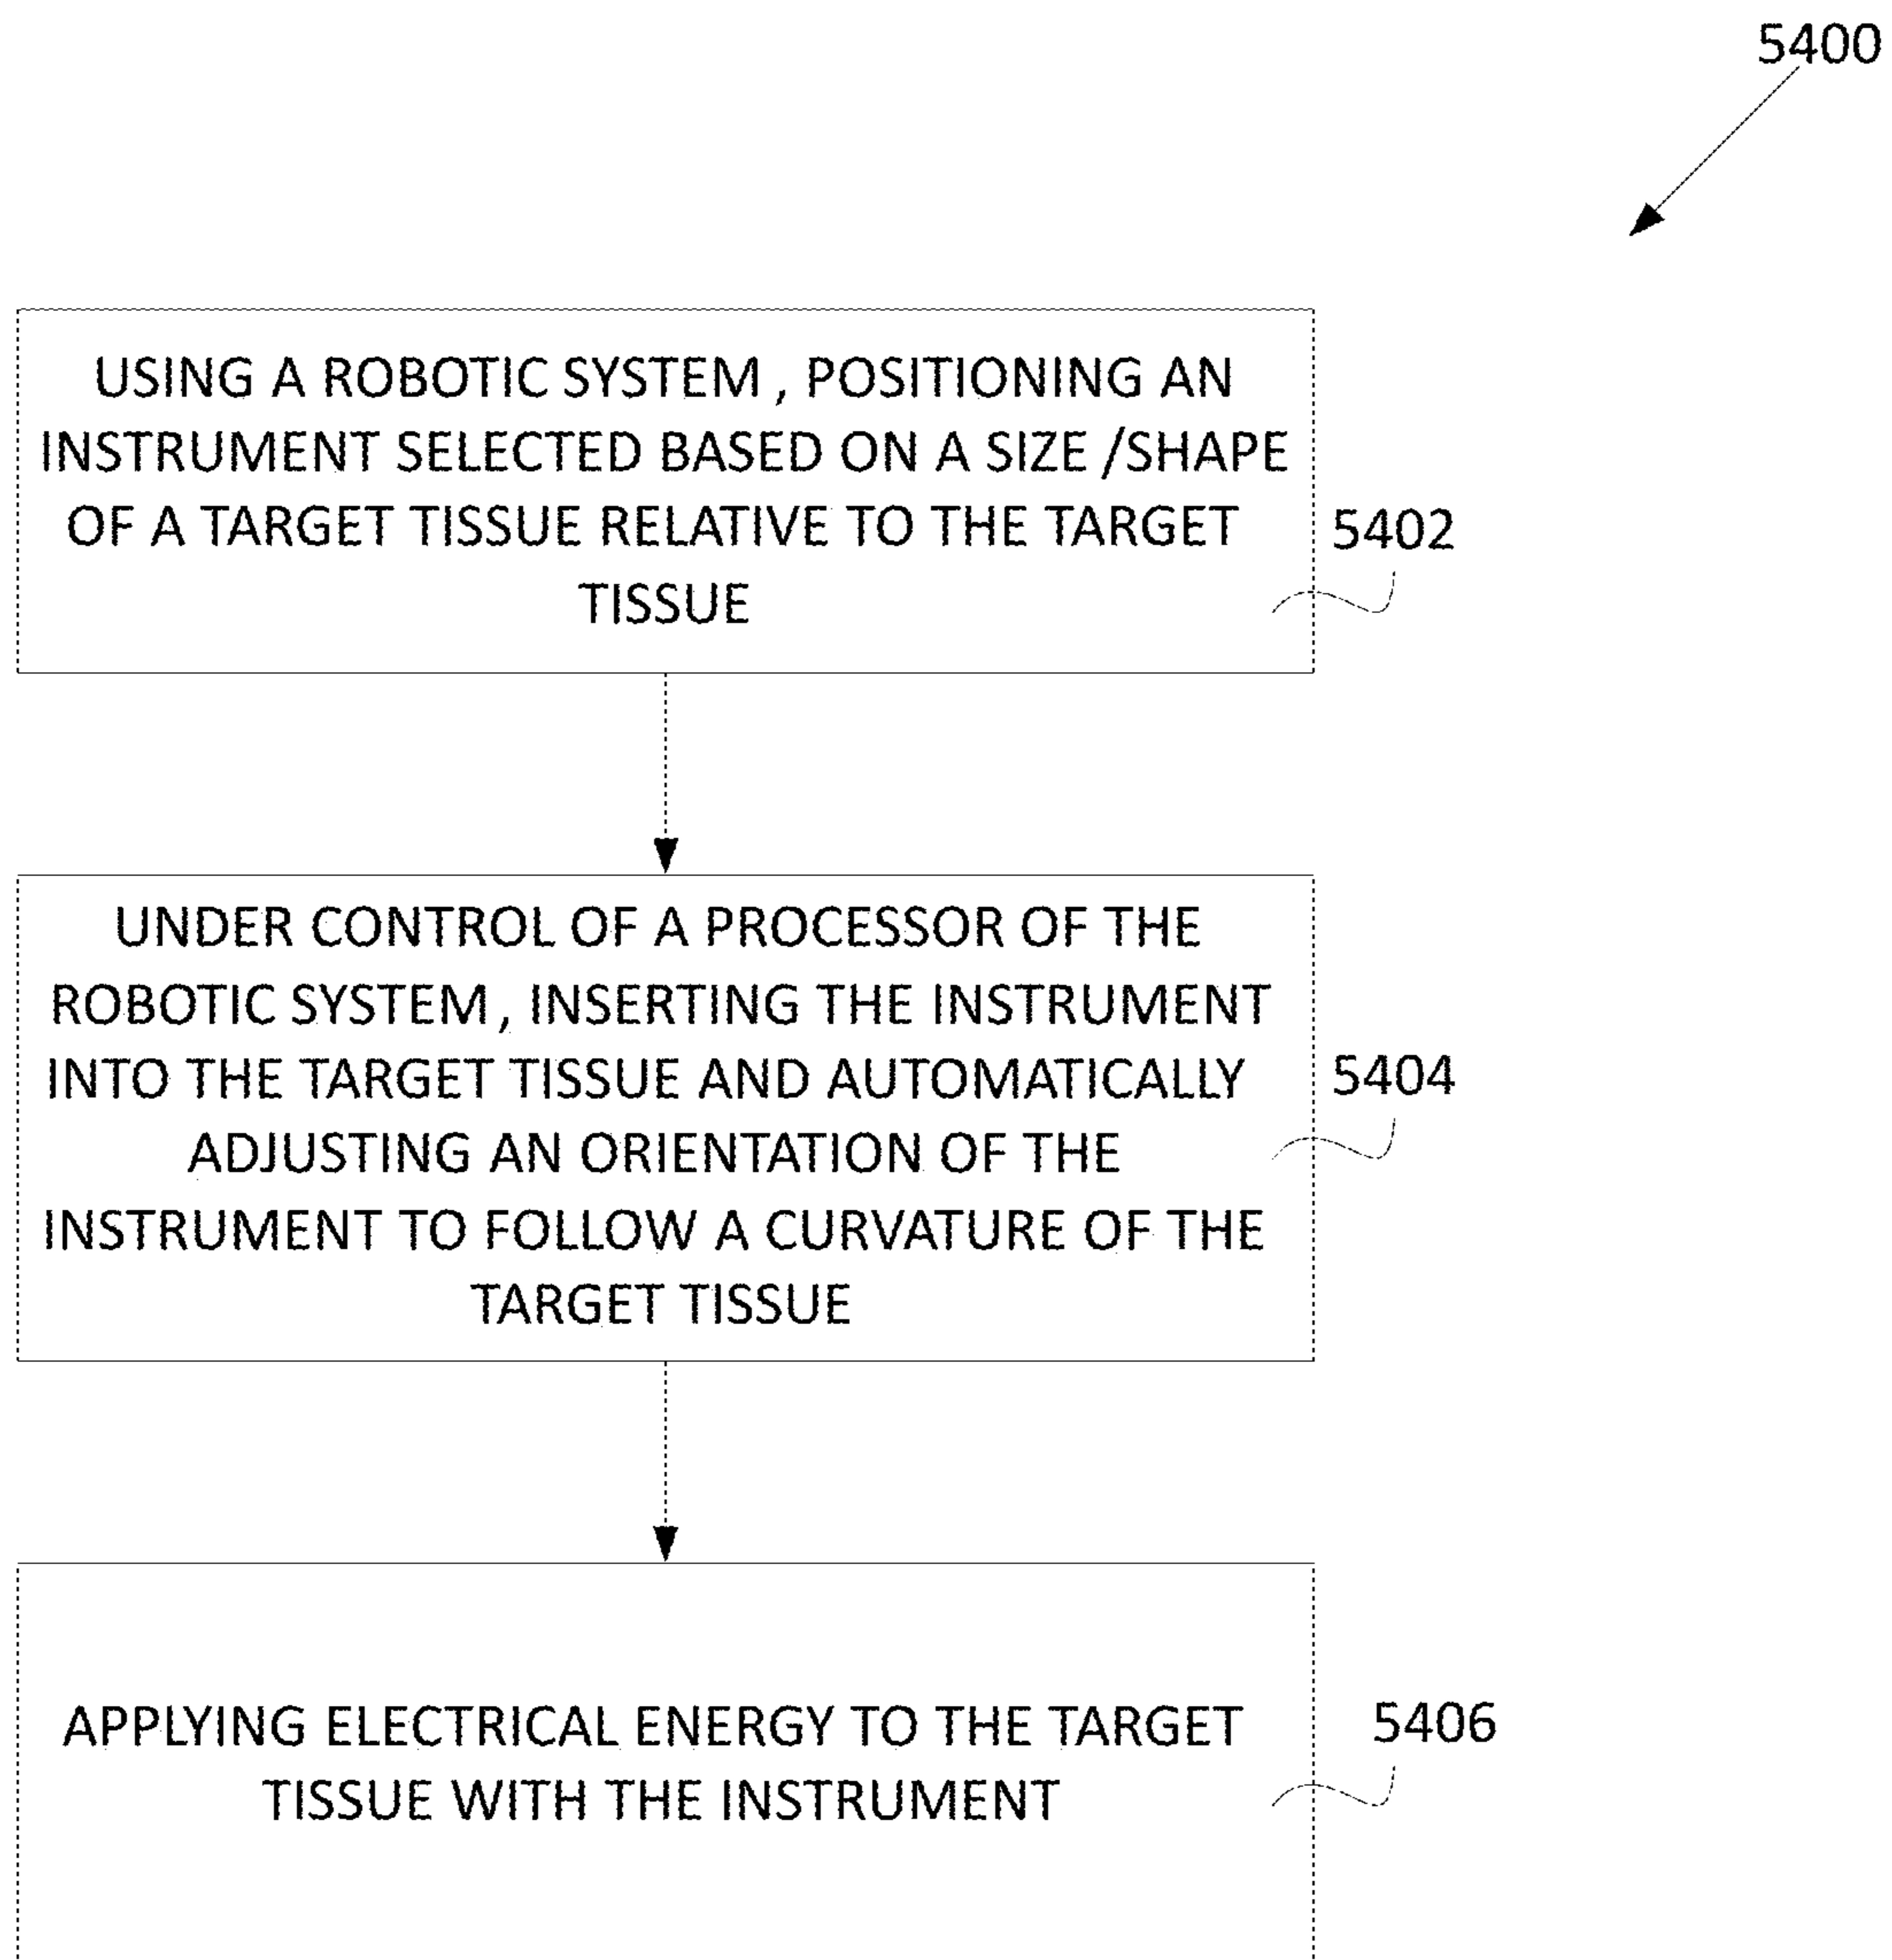 5400
USING A ROBOTIC SYSTEM , POSITIONING AN
INSTRUMENT SELECTED BASED ON A SIZE /SHAPE
OF A TARGET TISSUE RELATIVE TO THE TARGET
TISSUE
5402
UNDER CONTROL OF A PROCESSOR OF THE
ROBOTIC SYSTEM , INSERTING THE INSTRUMENT
INTO THE TARGET TISSUE AND AUTOMATICALLY
ADJUSTING AN ORIENTATION OF THE
INSTRUMENT TO FOLLOW A CURVATURE OF THE
TARGET TISSUE
5404
APPLYING ELECTRICAL ENERGY TO THE TARGET
TISSUE WITH THE INSTRUMENT
5406